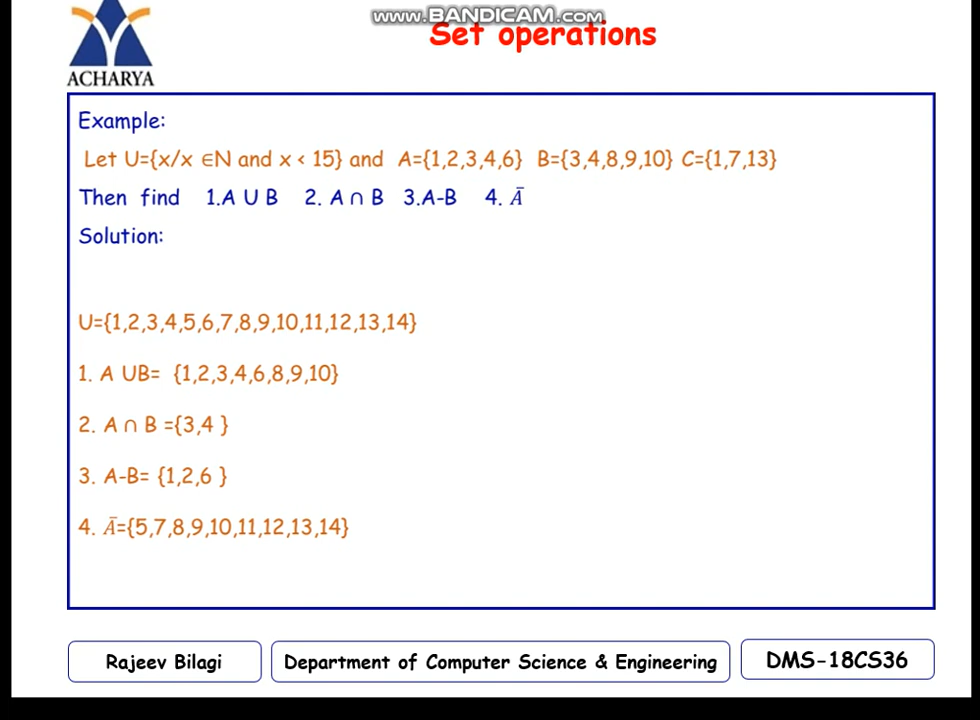 www.BANDICAM.com
Set operations
ACHARYA
Example:
Let U={x/x ∈N and x < 15} and A={1,2,3,4,6} B={3,4,8,9,10} C={1,7,13}
Then find 1.A U B 2. A ∩ B 3.A-B 4. Ā
Solution:
U={1,2,3,4,5,6,7,8,9,10,11,12,13,14}
1. A UB= {1,2,3,4,6,8,9,10}
2. A ∩ B ={3,4 }
3. A-B= {1,2,6 }
4. Ā={5,7,8,9,10,11,12,13,14}
Rajeev Bilagi
Department of Computer Science & Engineering
DMS-18CS36